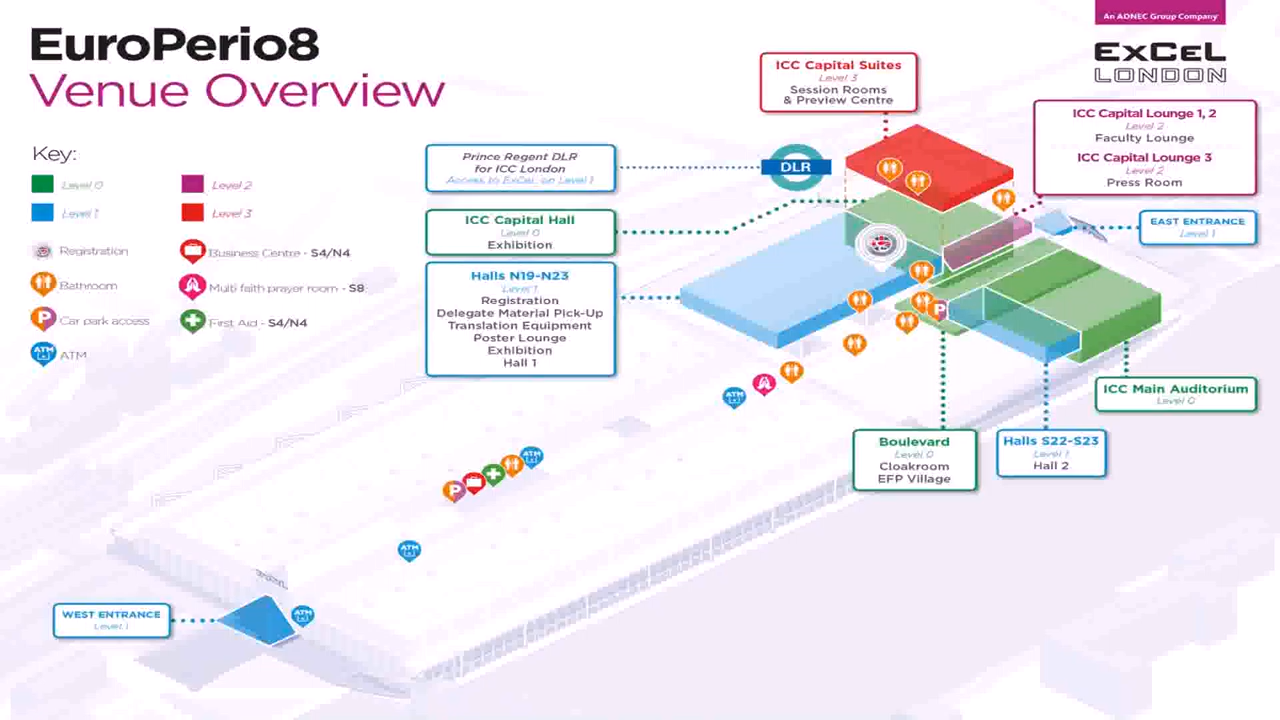 EuroPerio8
Venue Overview
An ADNEC Group Company
ExCeL
LONDON
Key:
Level 0
Level 1
Level 2
Level 3
Registration
Bathroom
Car park access
ATM
Business Centre - S4/N4
Multi faith prayer room - S8
First Aid - S4/N4
Prince Regent DLR
for ICC London
Access to ExCeL on Level 1
DLR
ICC Capital Hall
Level 0
Exhibition
Halls N19-N23
Level 1
Registration
Delegate Material Pick-Up
Translation Equipment
Poster Lounge
Exhibition
Hall 1
ICC Capital Suites
Level 3
Session Rooms
& Preview Centre
ICC Capital Lounge 1, 2
Level 2
Faculty Lounge
ICC Capital Lounge 3
Level 2
Press Room
EAST ENTRANCE
Level 1
ICC Main Auditorium
Level 0
Boulevard
Level 0
Cloakroom
EFP Village
Halls S22-S23
Level 1
Hall 2
P
ATM
P
ATM
ATM
ATM
WEST ENTRANCE
Level 1